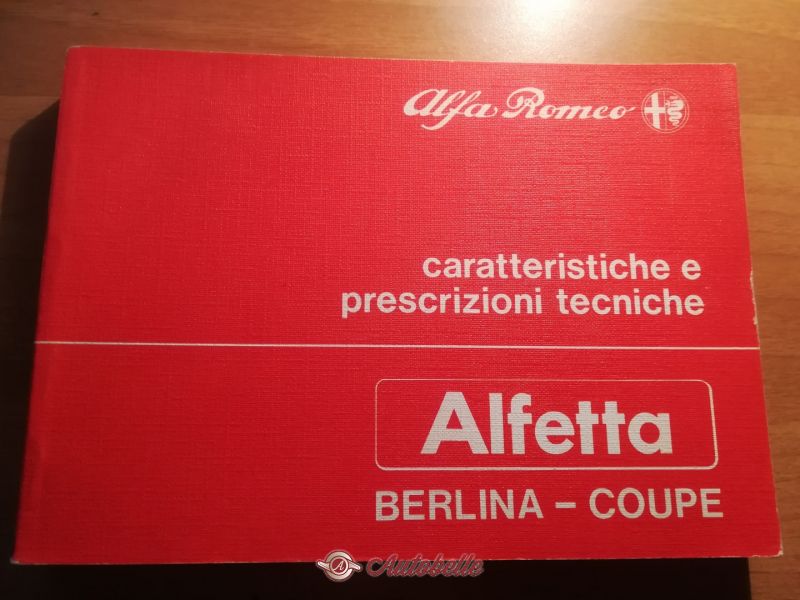 Alfa Romeo
caratteristiche e
prescrizioni tecniche
Alfetta
BERLINA - COUPE
A Autobelle